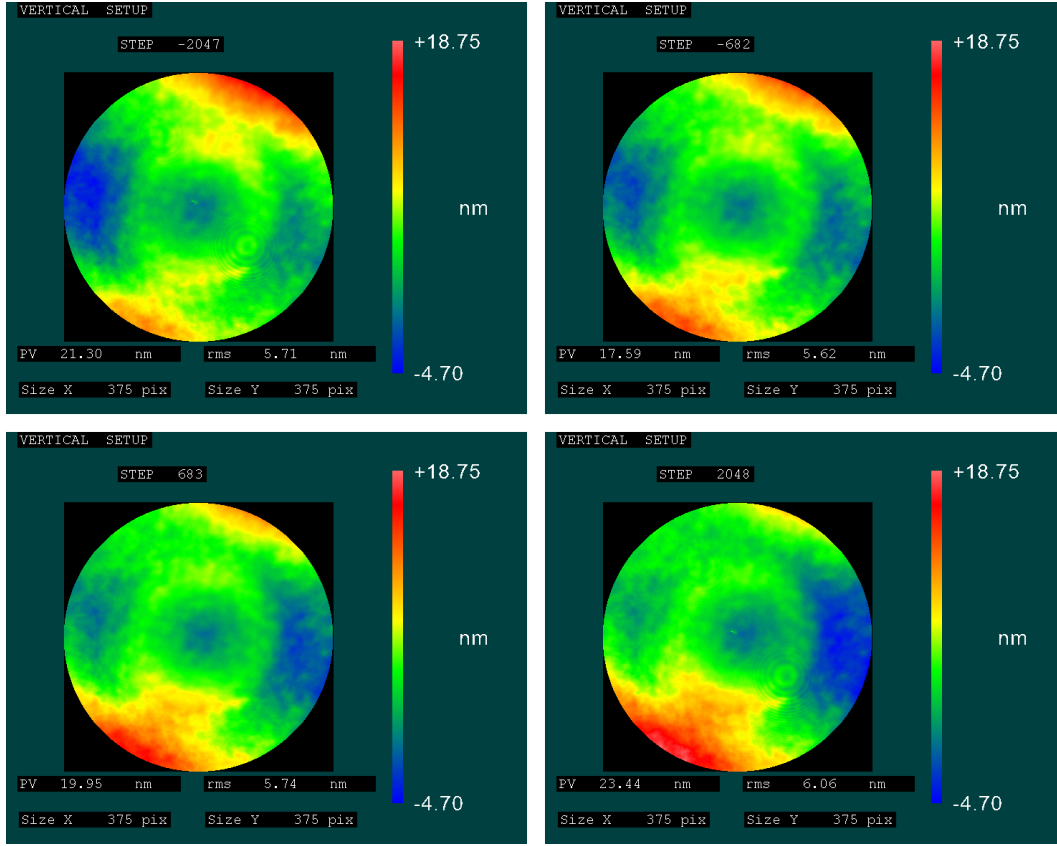 VERTICAL SETUP
STEP -2047
+18.75
nm
-4.70
PV 21.30 nm rms 5.71 nm
Size X 375 pix Size Y 375 pix
VERTICAL SETUP
STEP -682
+18.75
nm
-4.70
PV 17.59 nm rms 5.62 nm
Size X 375 pix Size Y 375 pix
VERTICAL SETUP
STEP 683
+18.75
nm
-4.70
PV 19.95 nm rms 5.74 nm
Size X 375 pix Size Y 375 pix
VERTICAL SETUP
STEP 2048
+18.75
nm
-4.70
PV 23.44 nm rms 6.06 nm
Size X 375 pix Size Y 375 pix